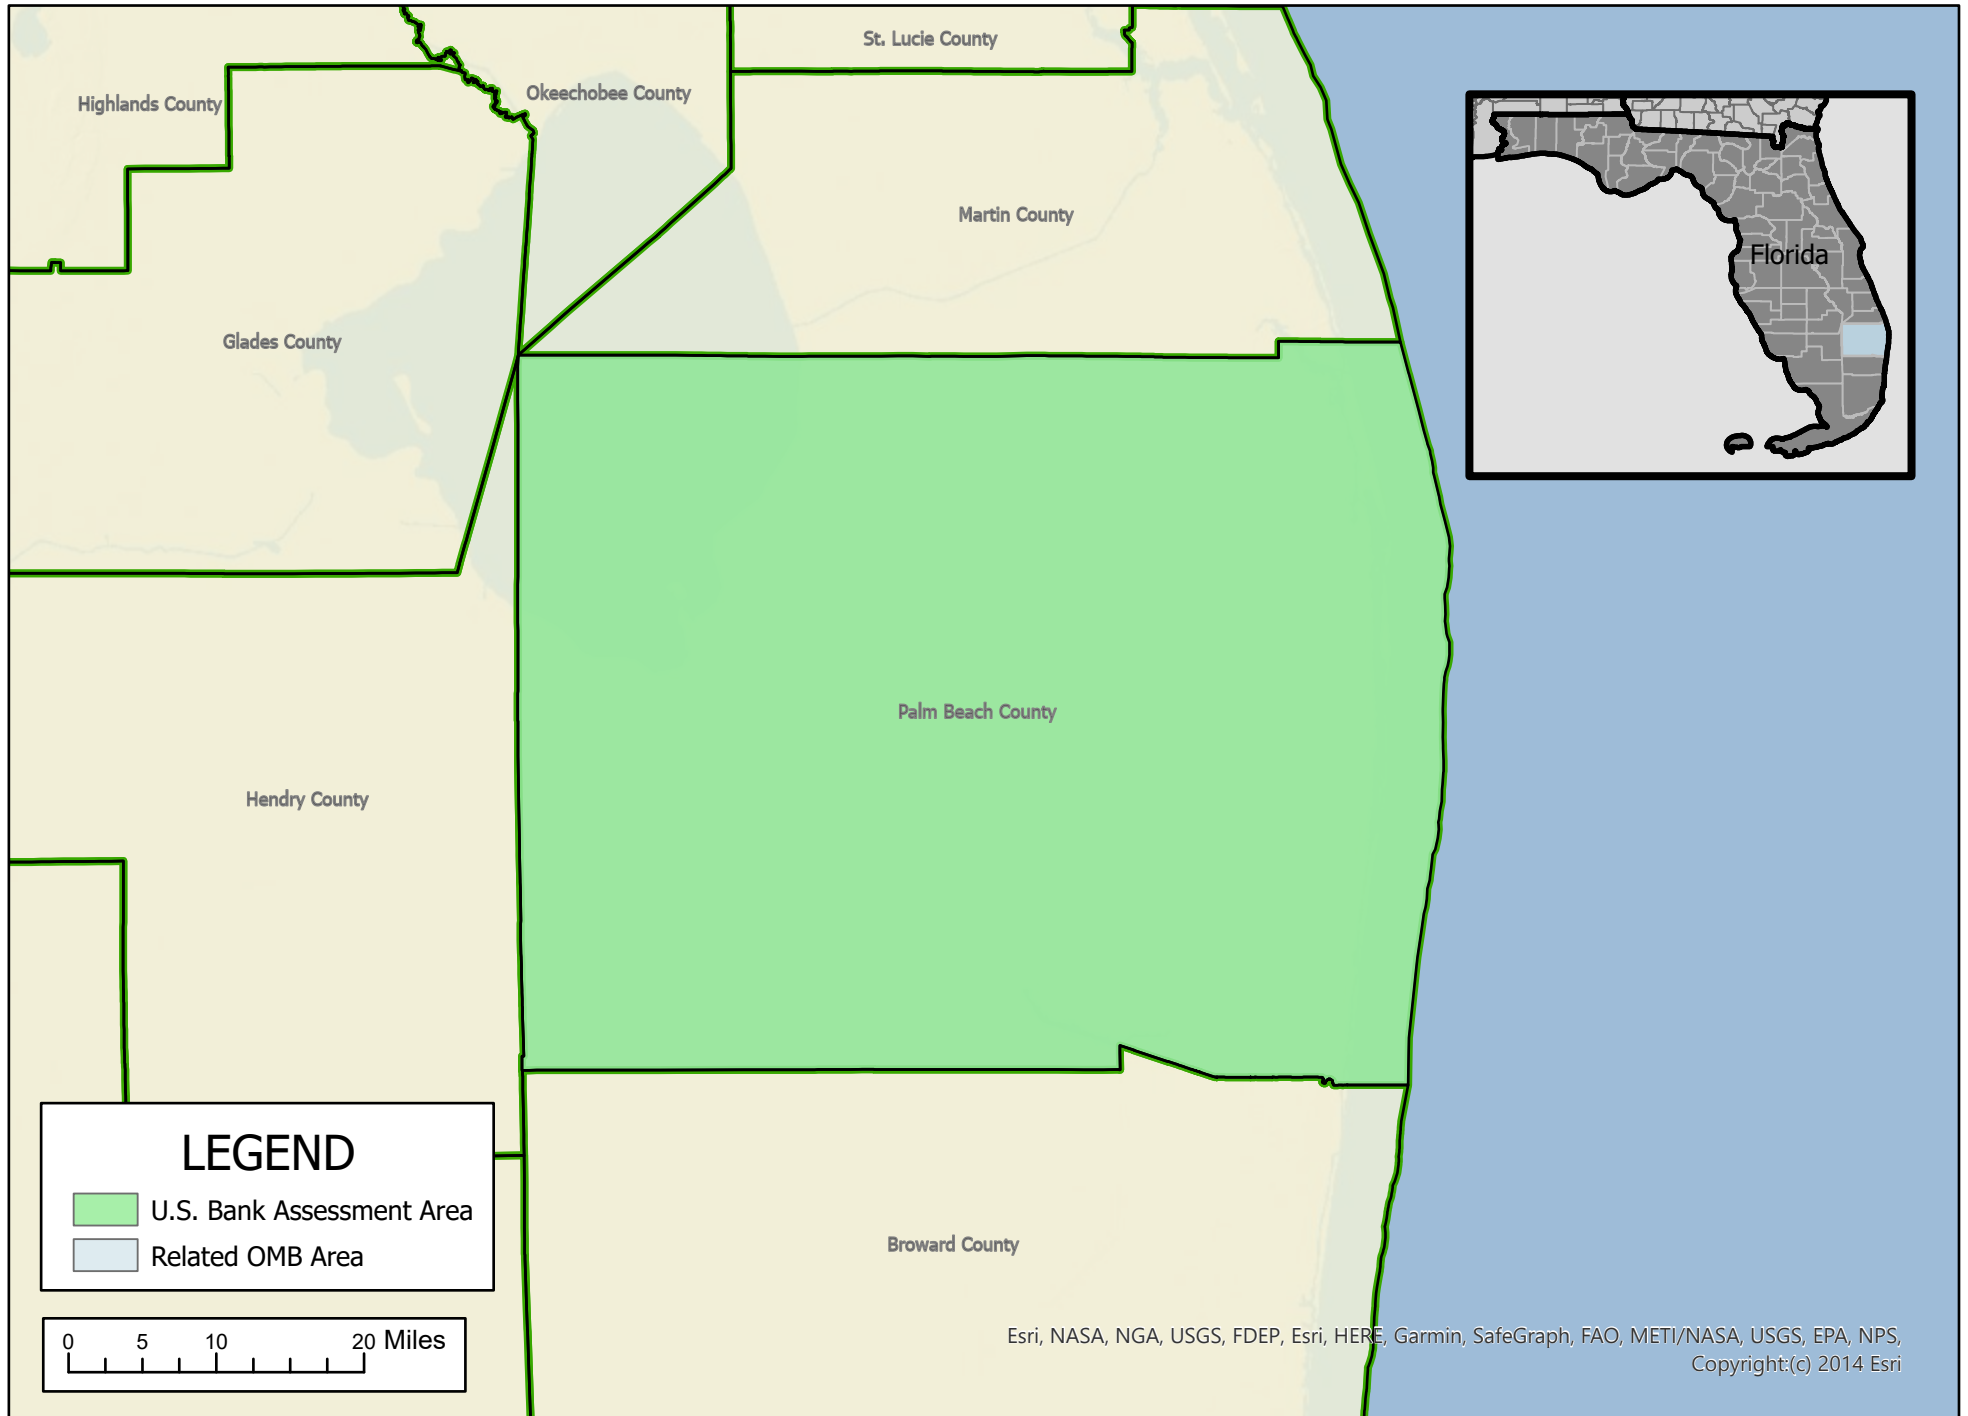 St. Lucie County
Okeechobee County
Highlands County
Martin County
Florida
Glades County
Palm Beach County
Hendry County
LEGEND
U.S. Bank Assessment Area
Related OMB Area
Broward County
0 5 10 20 Miles
Esri, NASA, NGA, USGS, FDEP, Esri, HERE, Garmin, SafeGraph, FAO, METI/NASA, USGS, EPA, NPS,
Copyright:(c) 2014 Esri